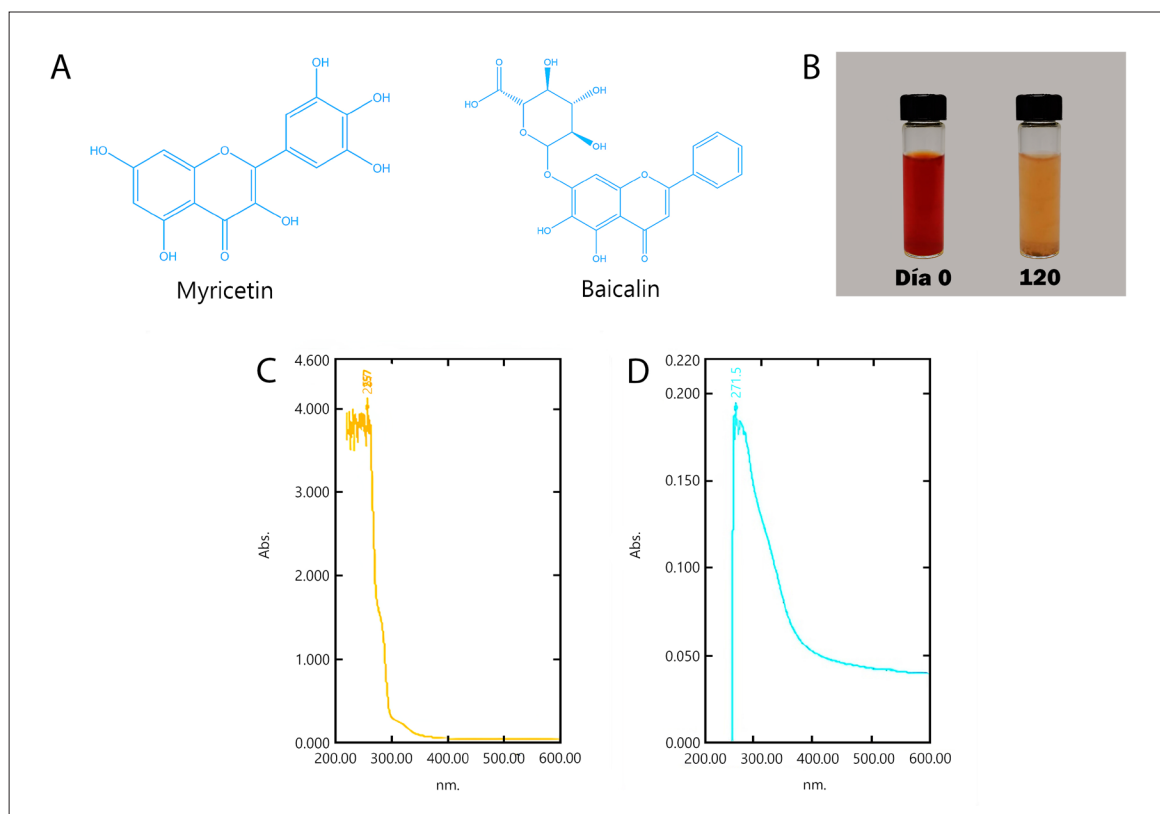 A
OH
OH
OH
HO
O
OH
OH
O
Myricetin
O
HO
OH
OH
O
OH
O
O
HO
OH
O
Baicalin
B
Día 0
120
C
4.600
4.000
3.000
2.000
1.000
0.000
Abs.
200.00
300.00
400.00
500.00
600.00
nm.
D
271.5
0.220
0.200
0.150
0.100
0.050
0.000
Abs.
200.00
300.00
400.00
500.00
600.00
nm.